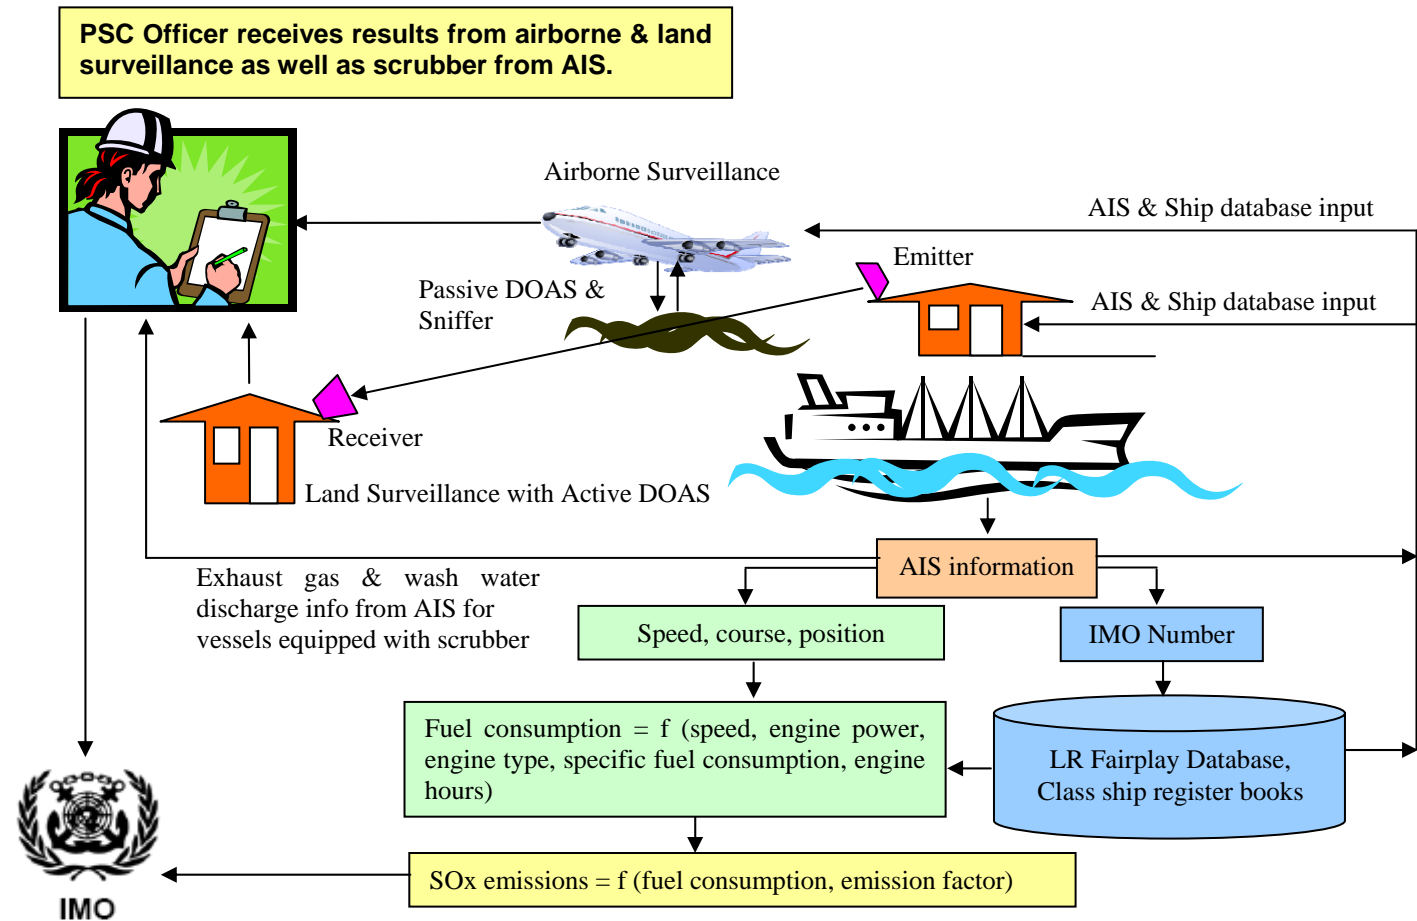 PSC Officer receives results from airborne & land
surveillance as well as scrubber from AIS.
Airborne Surveillance
AIS & Ship database input
Emitter
Passive DOAS &
Sniffer
AIS & Ship database input
Receiver
Land Surveillance with Active DOAS
AIS information
Exhaust gas & wash water
discharge info from AIS for
vessels equipped with scrubber
Speed, course, position
IMO Number
Fuel consumption = f (speed, engine power,
engine type, specific fuel consumption, engine
hours)
LR Fairplay Database,
Class ship register books
SOx emissions = f (fuel consumption, emission factor)
IMO